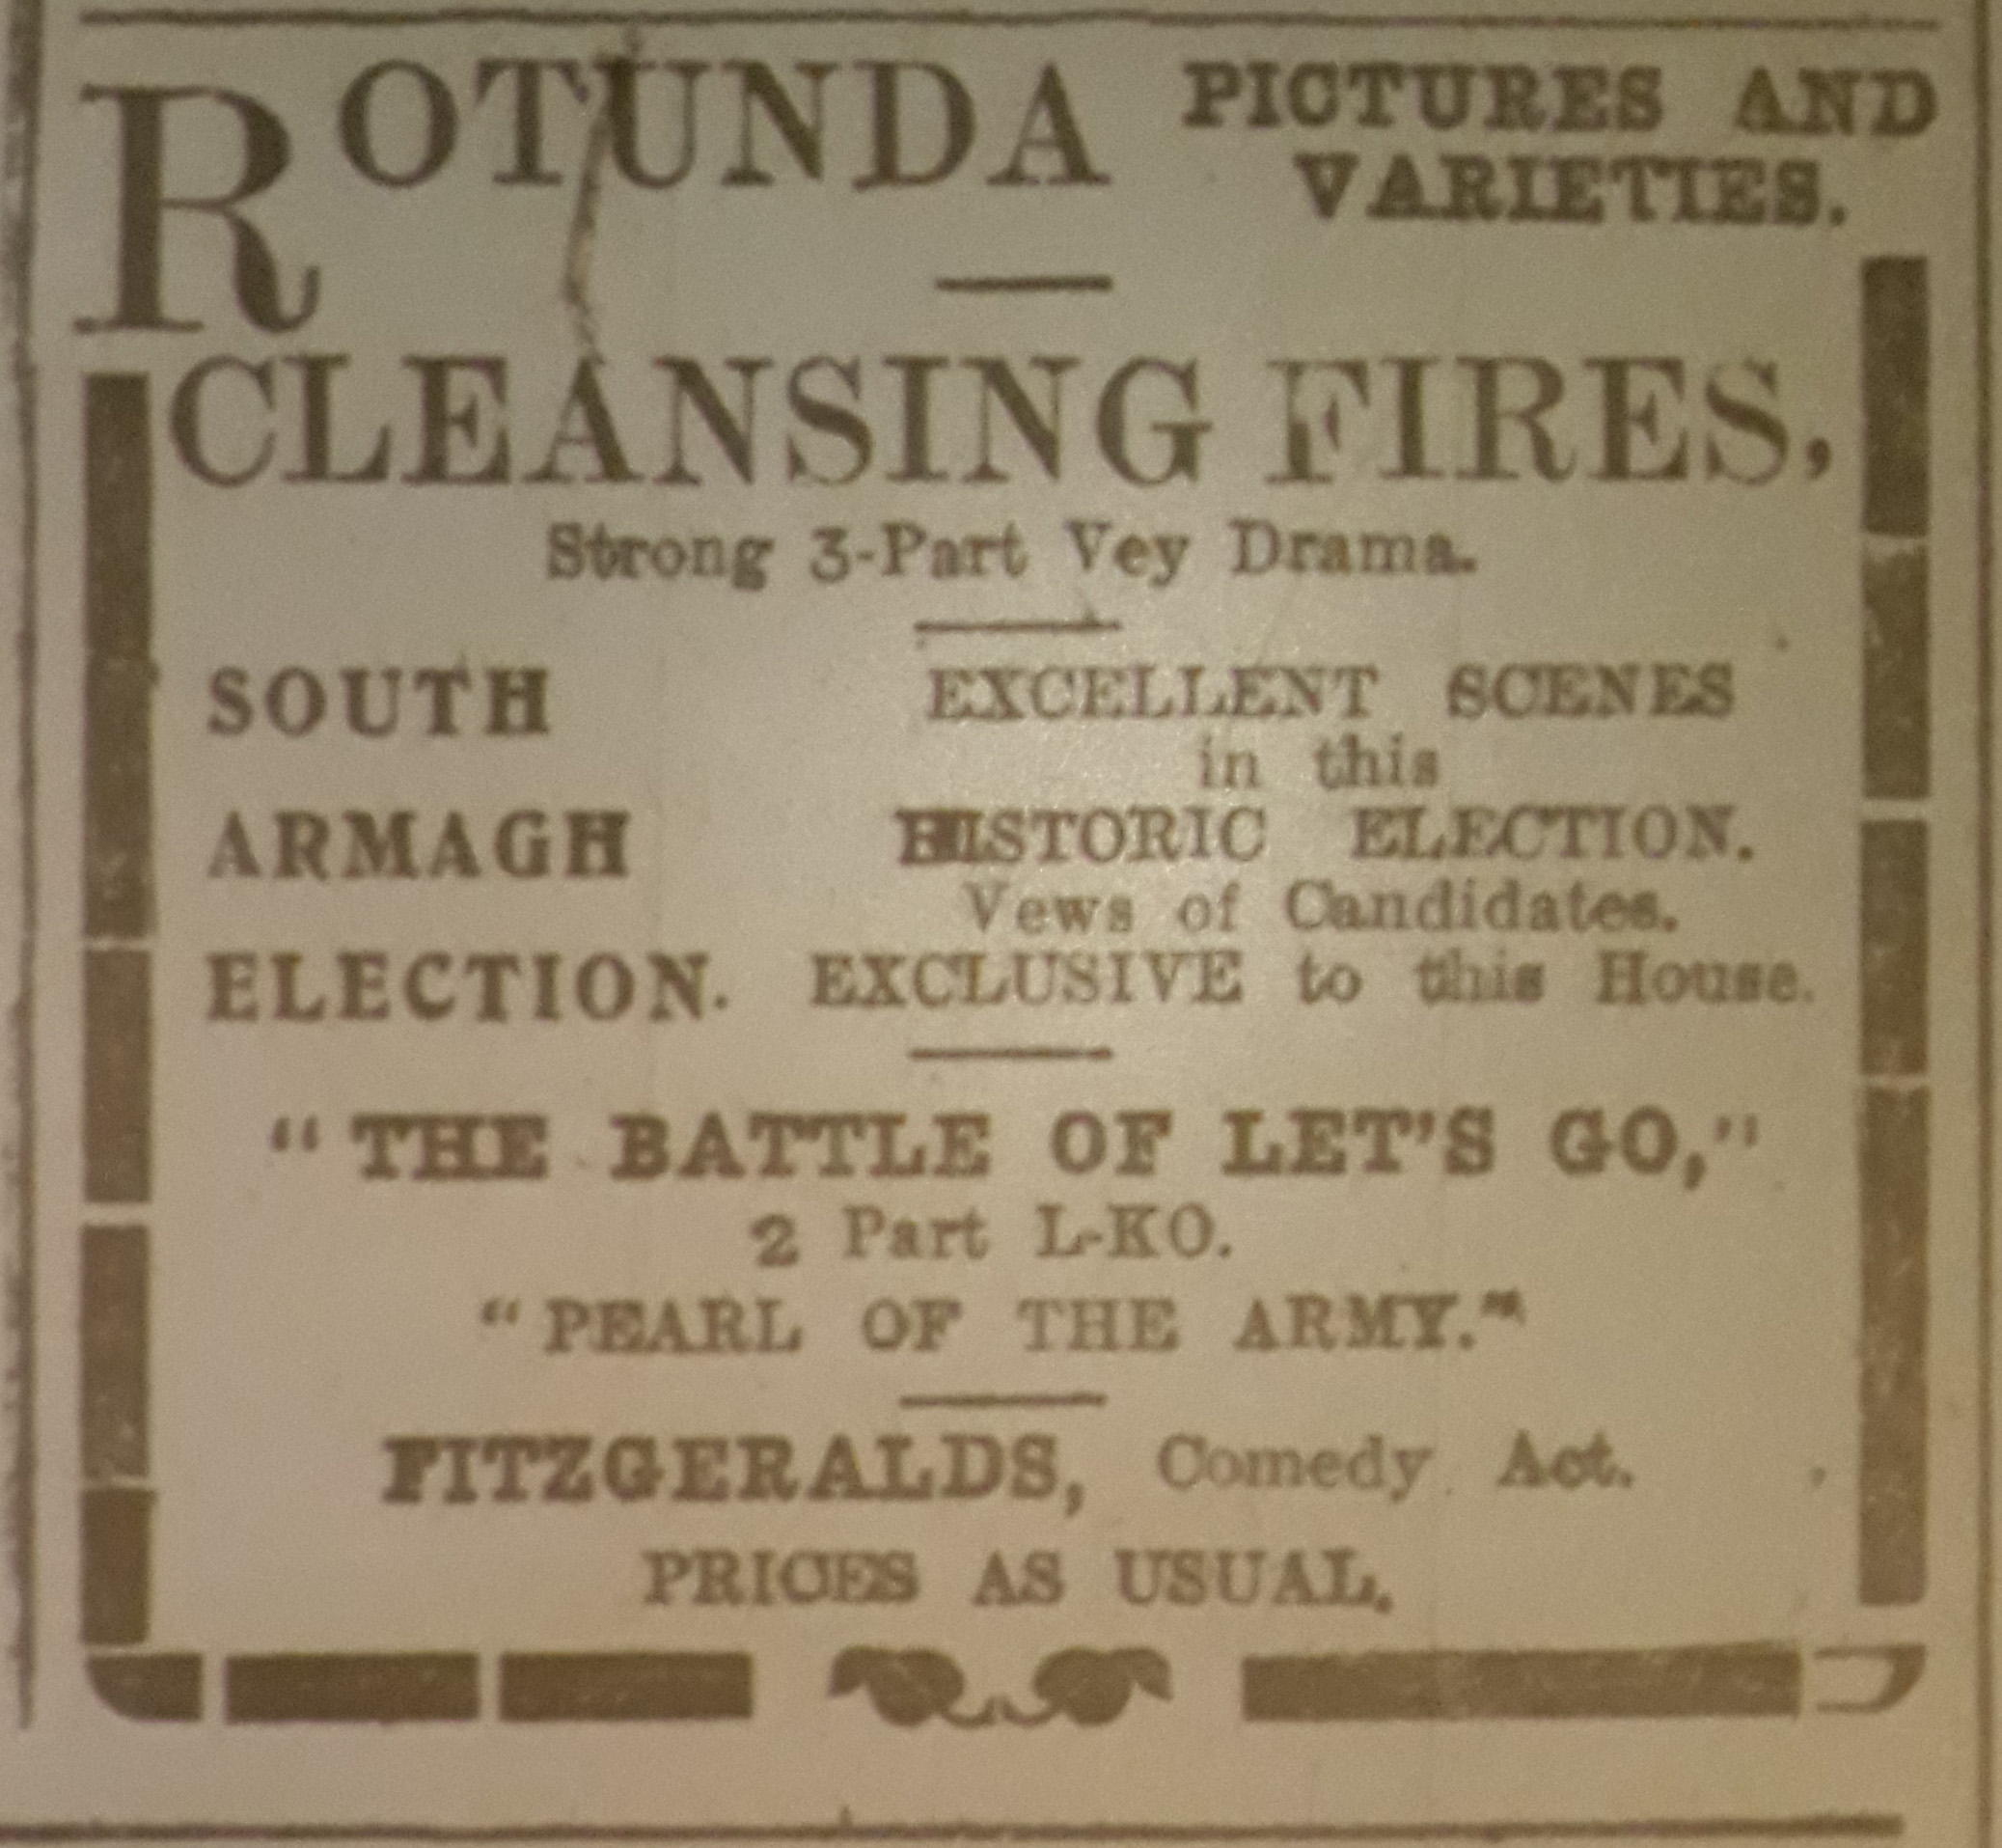 ROTUNDA PICTURES AND
VARIETIES.
CLEANSING FIRES,
Strong 3-Part Vey Drama.
SOUTH EXCELLENT SCENES
in this
ARMAGH HISTORIC ELECTION.
Vews of Candidates.
ELECTION. EXCLUSIVE to this House.
"THE BATTLE OF LET'S GO,"
2 Part L-KO.
"PEARL OF THE ARMY."
FITZGERALDS, Comedy Act.
PRICES AS USUAL.